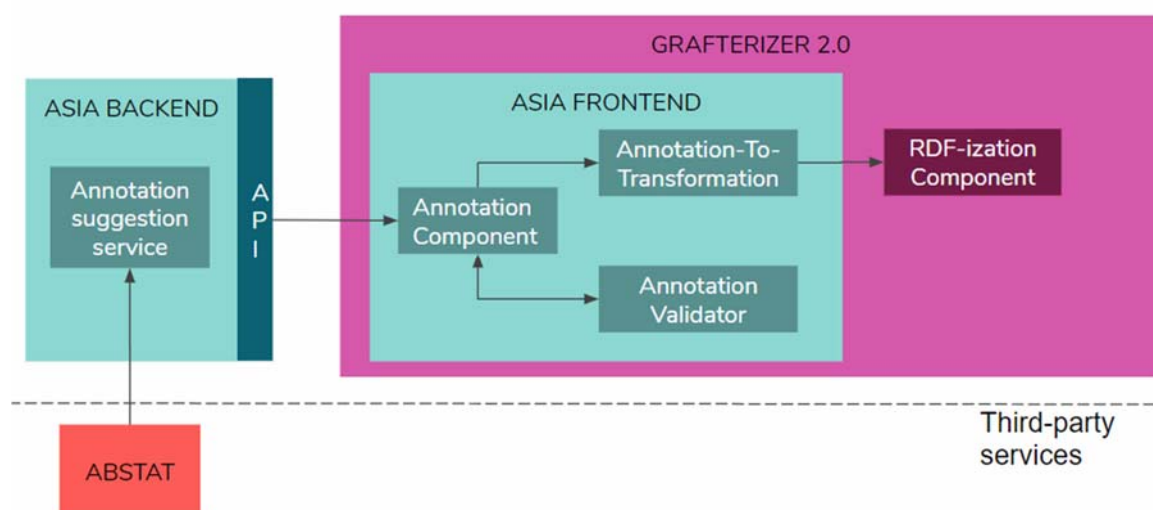 GRAFTERIZER 2.0
ASIA BACKEND
ASIA FRONTEND
Annotation
suggestion
service
A
P
I
Annotation
Component
Annotation-To-
Transformation
RDF-ization
Component
Annotation
Validator
Third-party
services
ABSTAT